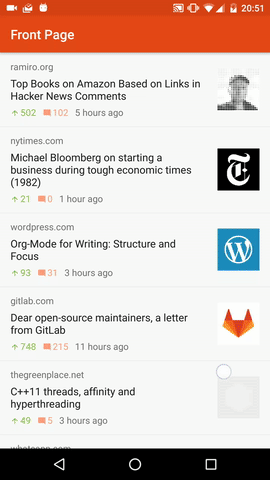 20:51
Front Page
ramiro.org
Top Books on Amazon Based on Links in
Hacker News Comments
502 102 5 hours ago
nytimes.com
Michael Bloomberg on starting a
business during tough economic times
(1982)
21 0 1 hour ago
wordpress.com
Org-Mode for Writing: Structure and
Focus
93 31 3 hours ago
gitlab.com
Dear open-source maintainers, a letter
from GitLab
748 215 11 hours ago
thegreenplace.net
C++11 threads, affinity and
hyperthreading
49 5 3 hours ago